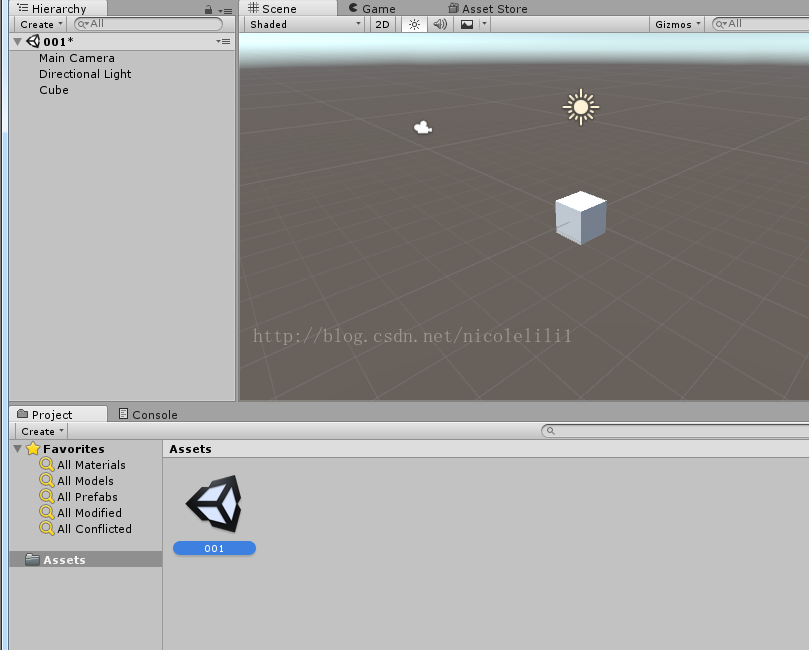 Hierarchy
Create All
001*
Main Camera
Directional Light
Cube
Scene Game Asset Store
Shaded 2D Gizmos All
http://blog.csdn.net/nicolelili1
Project Console
Create
Favorites
All Materials
All Models
All Prefabs
All Modified
All Conflicted
Assets
Assets
001